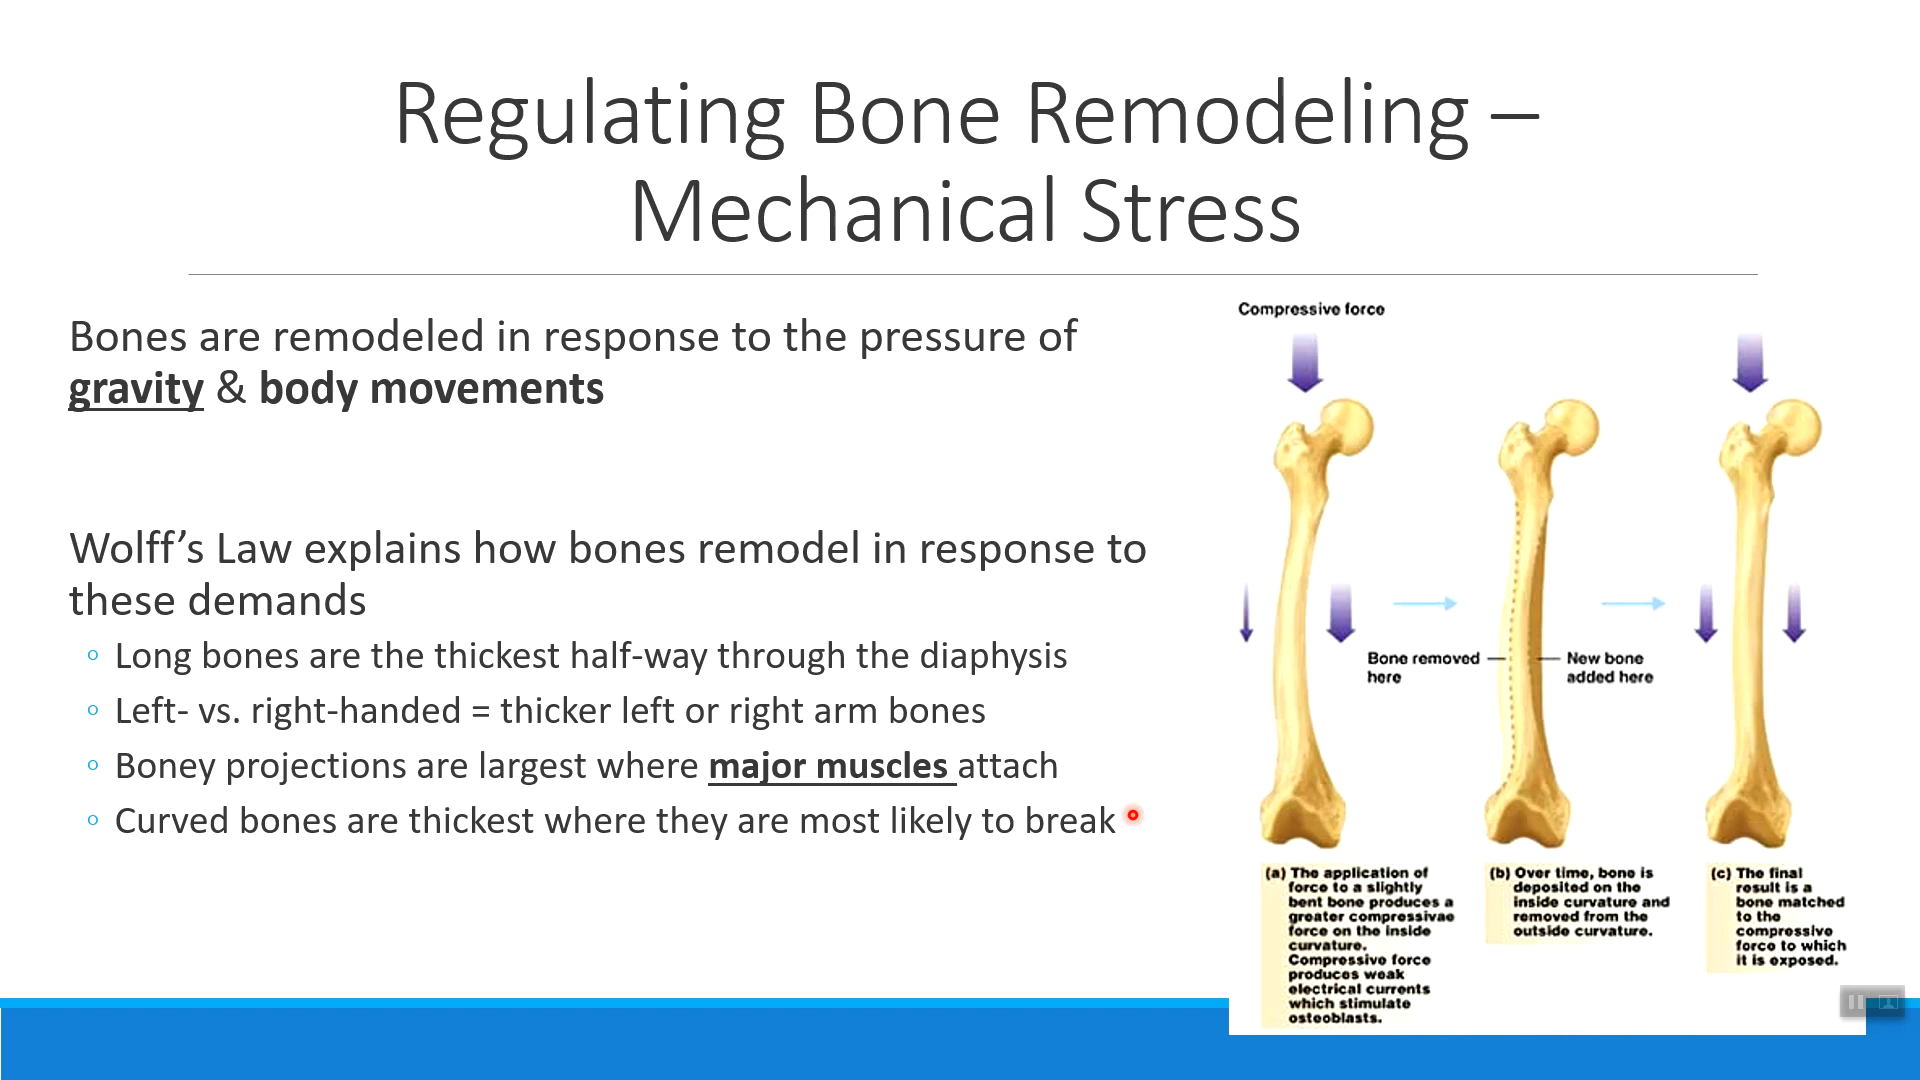 Regulating Bone Remodeling –
Mechanical Stress
Bones are remodeled in response to the pressure of
gravity & body movements
Wolff’s Law explains how bones remodel in response to
these demands
◦ Long bones are the thickest half-way through the diaphysis
◦ Left- vs. right-handed = thicker left or right arm bones
◦ Boney projections are largest where major muscles attach
◦ Curved bones are thickest where they are most likely to break
Compressive force
Bone removed
here
New bone
added here
(a) The application of
force to a slightly
bent bone produces a
greater compressivae
force on the inside
curvature.
Compressive force
produces weak
electrical currents
which stimulate
osteoblasts.
(b) Over time, bone is
deposited on the
inside curvature and
removed from the
outside curvature.
(c) The final
result is a
bone matched
to the
compressive
force to which
it is exposed.